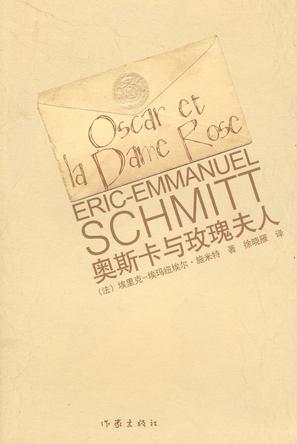 Oscar et
la Dame Rose
ERIC-EMMANUEL
SCHMITT
奥斯卡与玫瑰夫人
(法) 埃里克-埃玛纽埃尔·施米特 著 徐晓雁 译
作家出版社